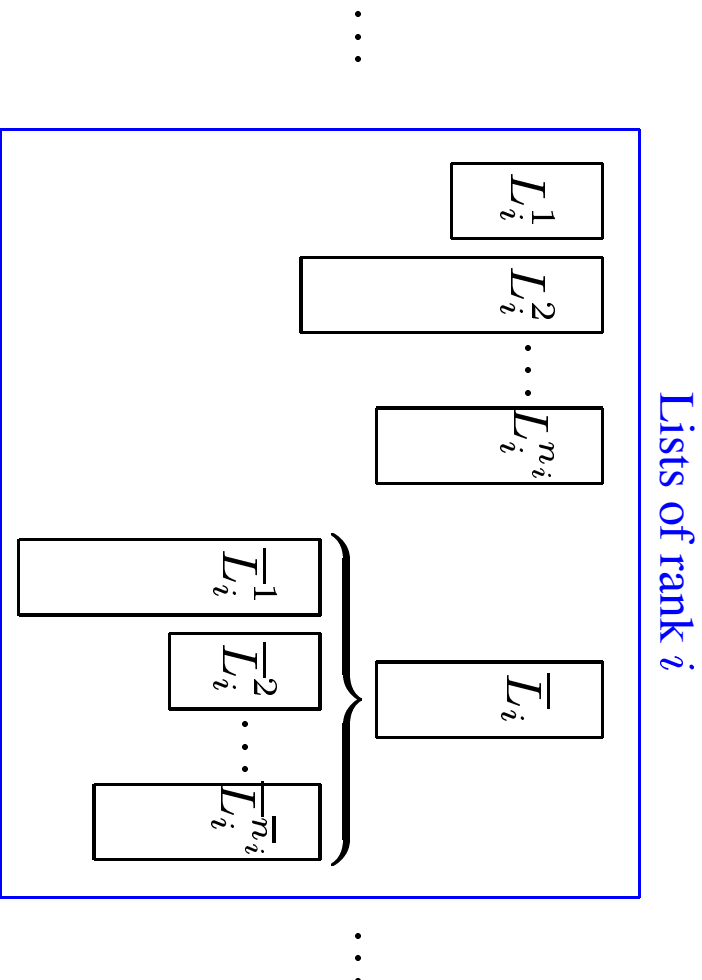 Lists of rank i
L_i^1 L_i^2 ... L_i^{n_i} \overline{L}_i
\overline{L}_i^1 \overline{L}_i^2 ... \overline{L}_i^{\overline{n}_i}